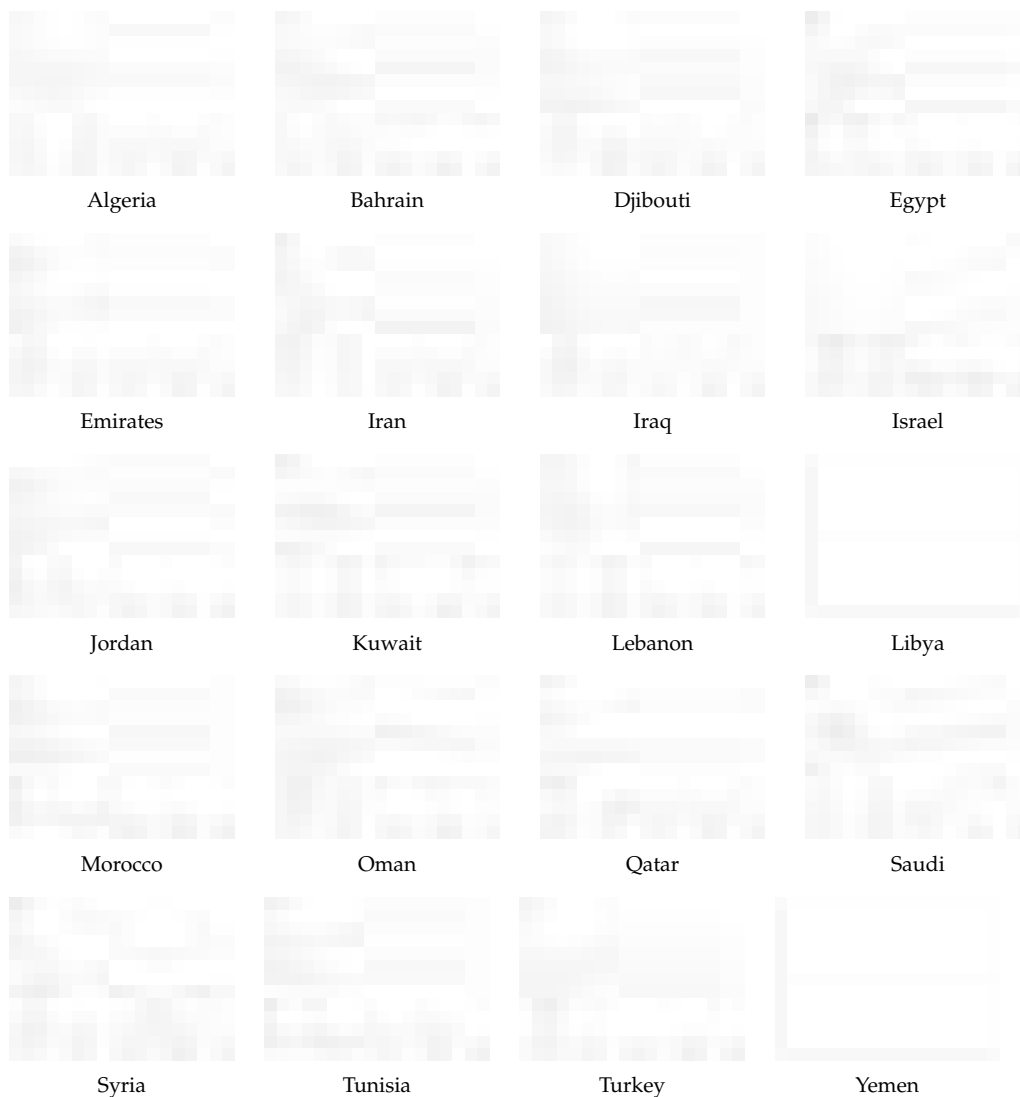 Algeria Bahrain Djibouti Egypt
Emirates Iran Iraq Israel
Jordan Kuwait Lebanon Libya
Morocco Oman Qatar Saudi
Syria Tunisia Turkey Yemen